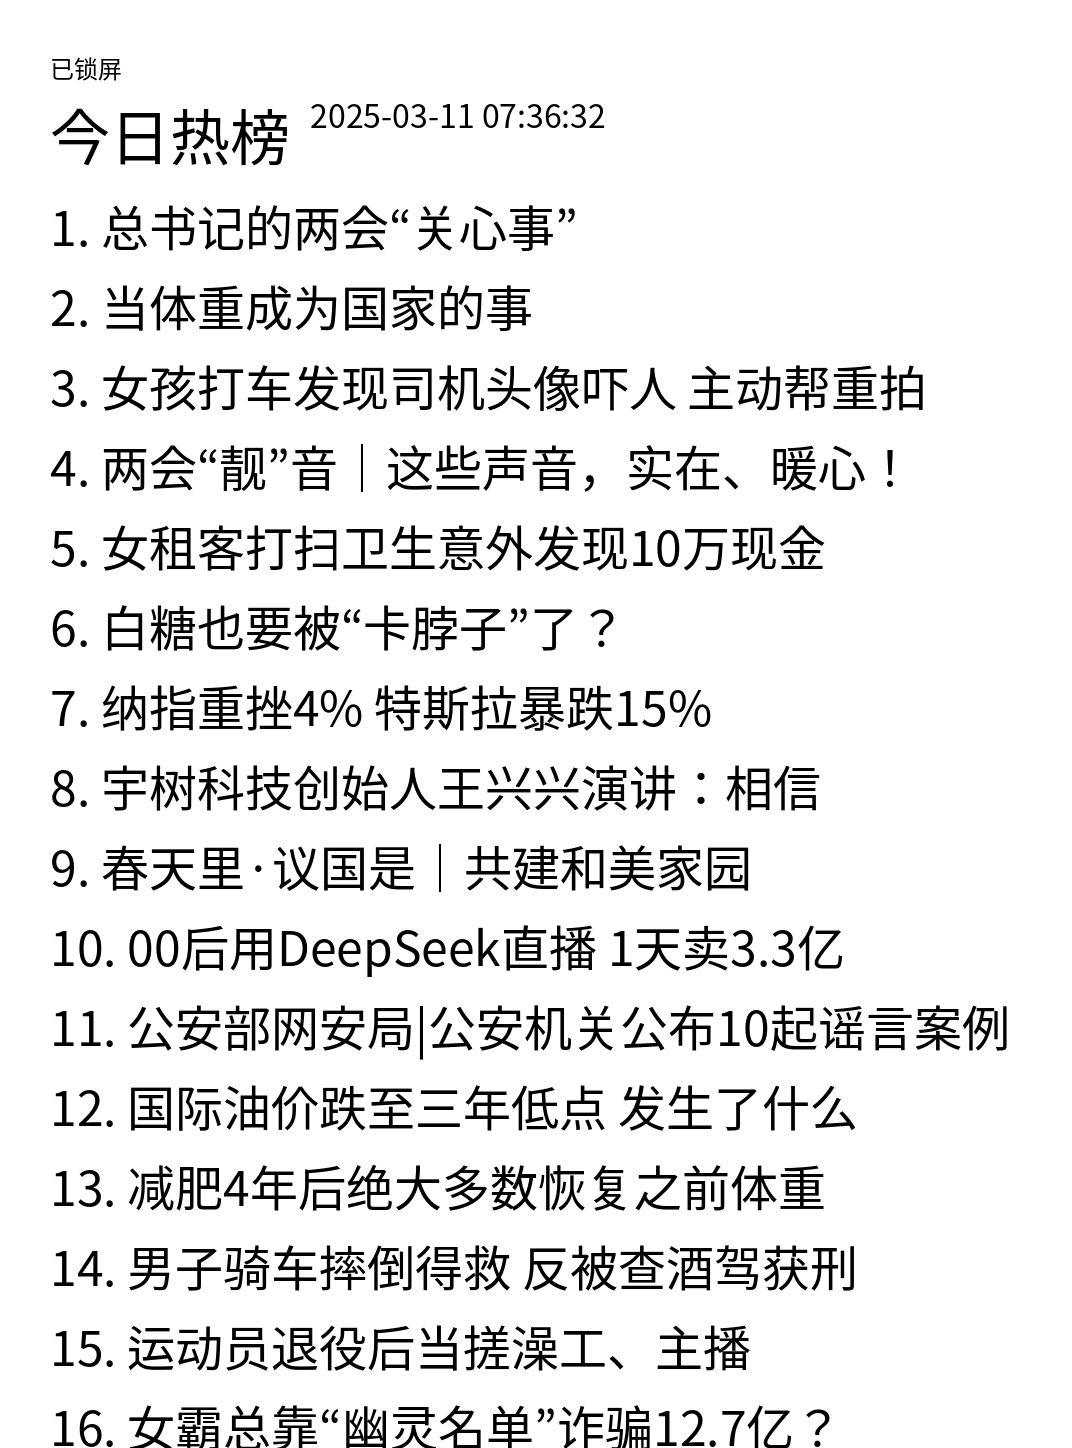 已锁屏
今日热榜 2025-03-11 07:36:32
1. 总书记的两会“关心事”
2. 当体重成为国家的事
3. 女孩打车发现司机头像吓人 主动帮重拍
4. 两会“靓”音｜这些声音，实在、暖心！
5. 女租客打扫卫生意外发现10万现金
6. 白糖也要被“卡脖子”了？
7. 纳指重挫4% 特斯拉暴跌15%
8. 宇树科技创始人王兴兴演讲：相信
9. 春天里·议国是｜共建和美家园
10. 00后用DeepSeek直播 1天卖3.3亿
11. 公安部网安局|公安机关公布10起谣言案例
12. 国际油价跌至三年低点 发生了什么
13. 减肥4年后绝大多数恢复之前体重
14. 男子骑车摔倒得救 反被查酒驾获刑
15. 运动员退役后当搓澡工、主播
16. 女霸总靠“幽灵名单”诈骗12.7亿？